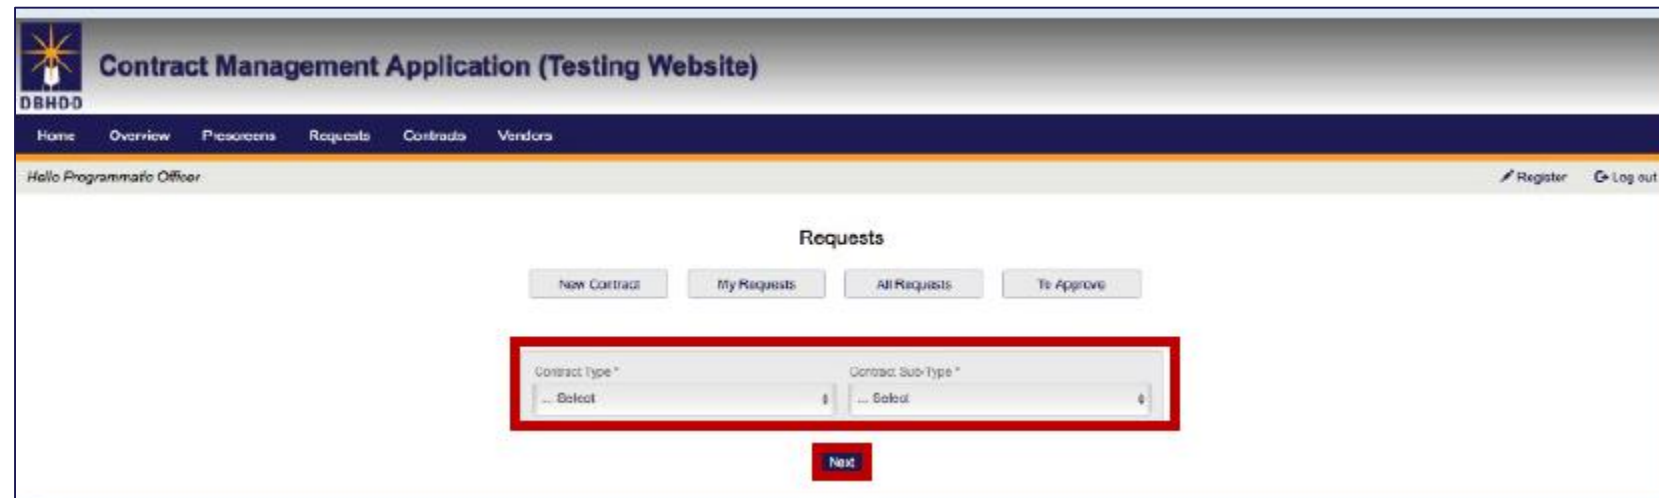 Contract Management Application (Testing Website)
DBHDD
Home Overview Prescreens Requests Contracts Vendors
Hello Programmatic Officer Register Log out
Requests
New Contract My Requests All Requests To Approve
Contract Type * Contract Sub-Type *
... Select ... Select
Next